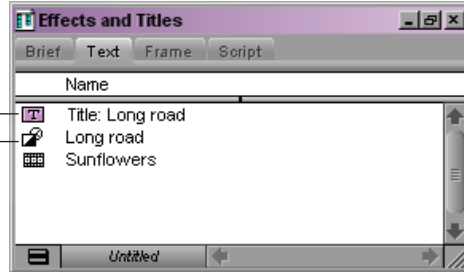 Effects and Titles
Brief Text Frame Script
Name
T Title: Long road
Long road
Sunflowers
Untitled